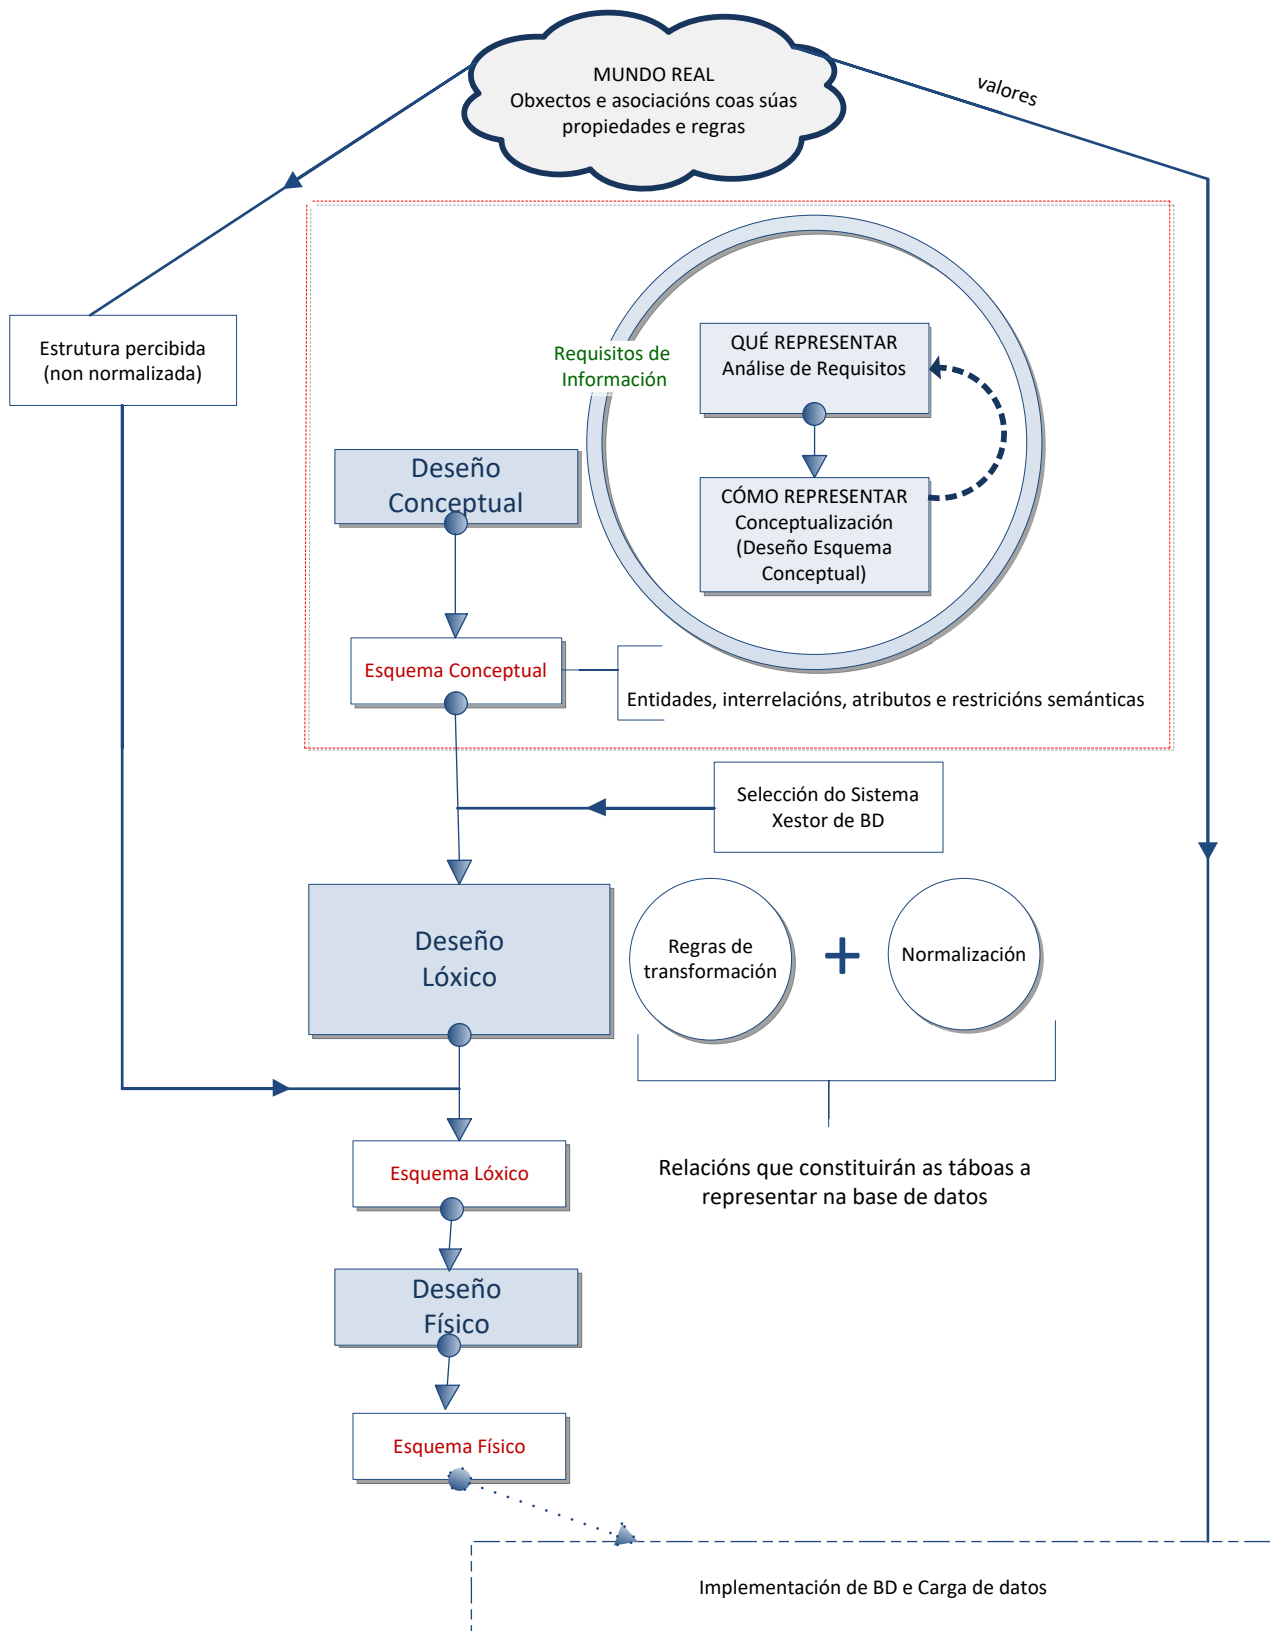 MUNDO REAL
Obxectos e asociacións coas súas
propiedades e regras
valores
Estrutura percibida
(non normalizada)
Requisitos de
Información
QUÉ REPRESENTAR
Análise de Requisitos
Deseño
Conceptual
CÓMO REPRESENTAR
Conceptualización
(Deseño Esquema
Conceptual)
Esquema Conceptual
Entidades, interrelacións, atributos e restricións semánticas
Selección do Sistema
Xestor de BD
Deseño
Lóxico
Regras de
transformación
+
Normalización
Esquema Lóxico
Relacións que constituirán as táboas a
representar na base de datos
Deseño
Físico
Esquema Físico
Implementación de BD e Carga de datos